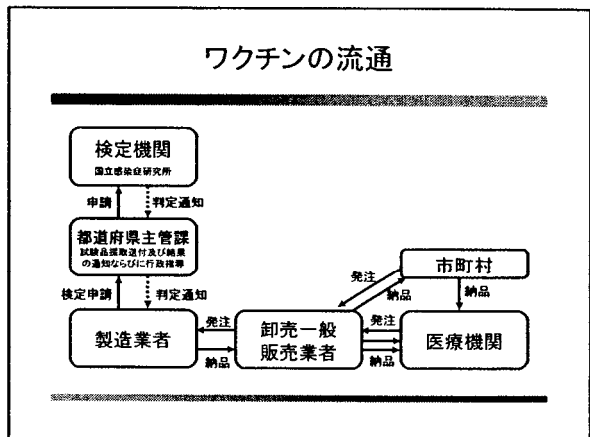 ワクチンの流通
検定機関
国立感染症研究所
申請
判定通知
都道府県主管課
試験品採取送付及び結果
の通知ならびに行政指導
検定申請
判定通知
製造業者
発注
納品
卸売一般
販売業者
発注
納品
市町村
納品
発注
納品
医療機関